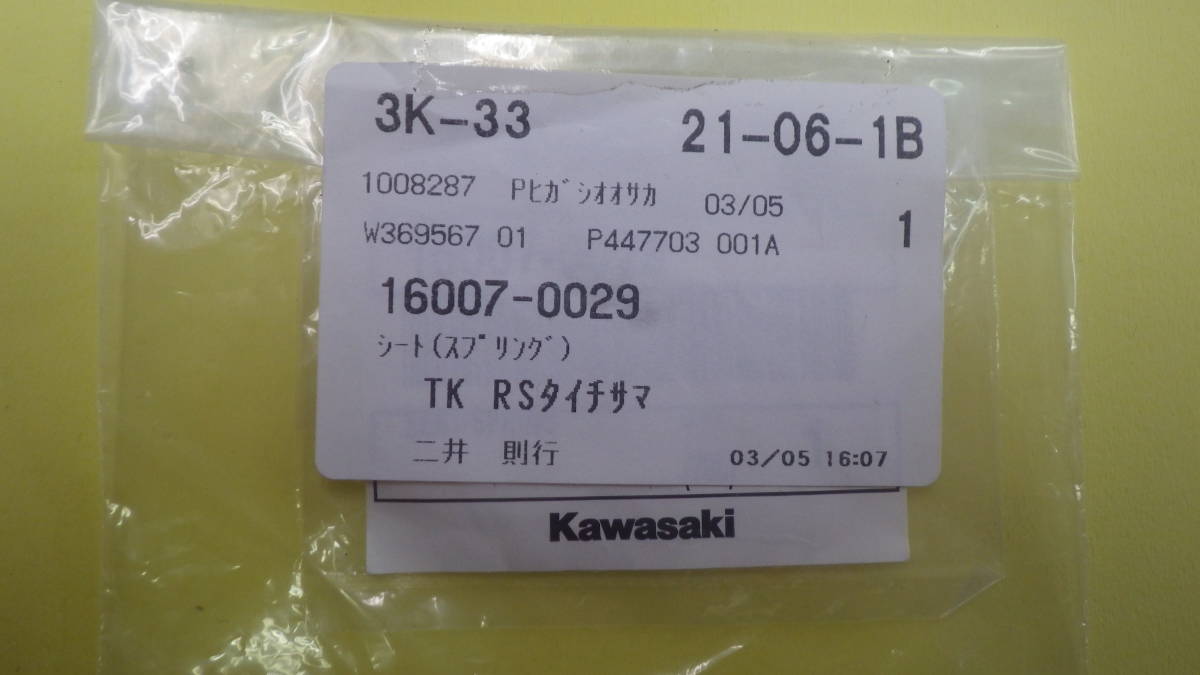 3K-33 21-06-1B
1008287 Pﾋｶﾞｼｵｵｻｶ 03/05
W369567 01 P447703 001A 1
16007-0029
ｼｰﾄ(ｽﾌﾟﾘﾝｸﾞ)
TK RSﾀｲﾁｻﾏ
二井 則行 03/05 16:07
Kawasaki